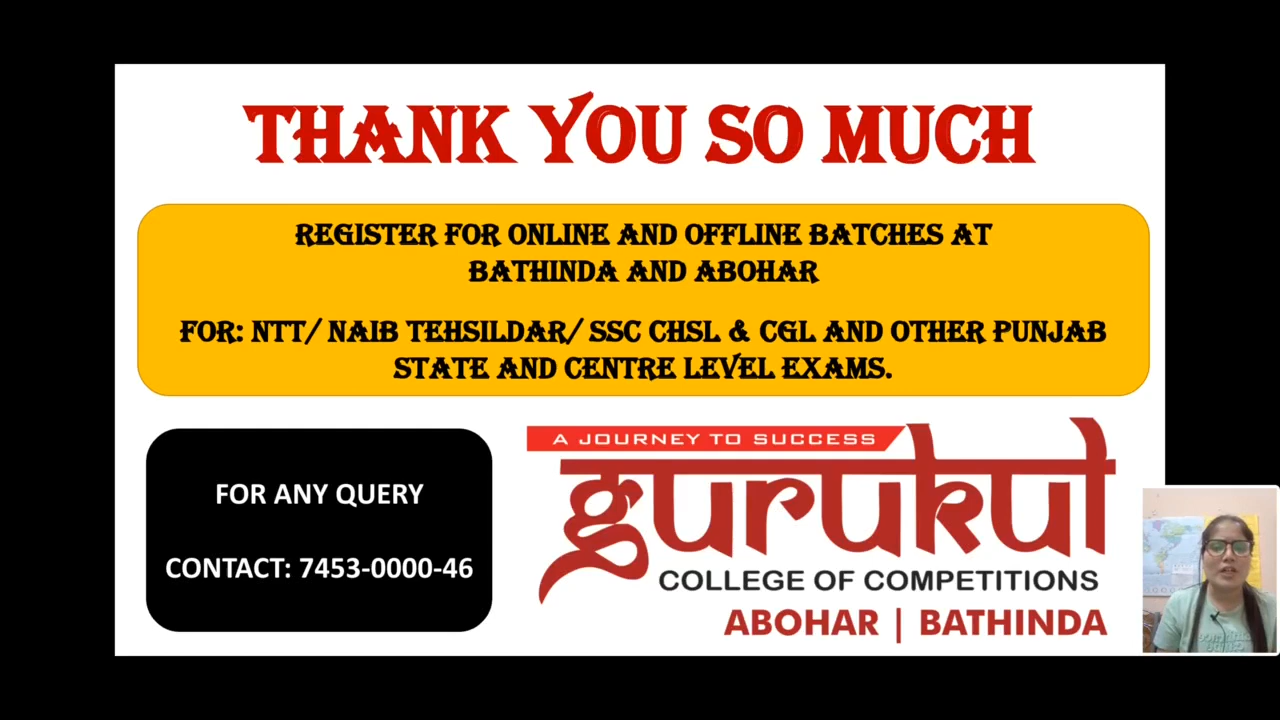 THANK YOU SO MUCH
REGISTER FOR ONLINE AND OFFLINE BATCHES AT
BATHINDA AND ABOHAR
FOR: NTT/ NAIB TEHSILDAR/ SSC CHSL & CGL AND OTHER PUNJAB
STATE AND CENTRE LEVEL EXAMS.
FOR ANY QUERY
CONTACT: 7453-0000-46
A JOURNEY TO SUCCESS
gurukul
COLLEGE OF COMPETITIONS
ABOHAR | BATHINDA